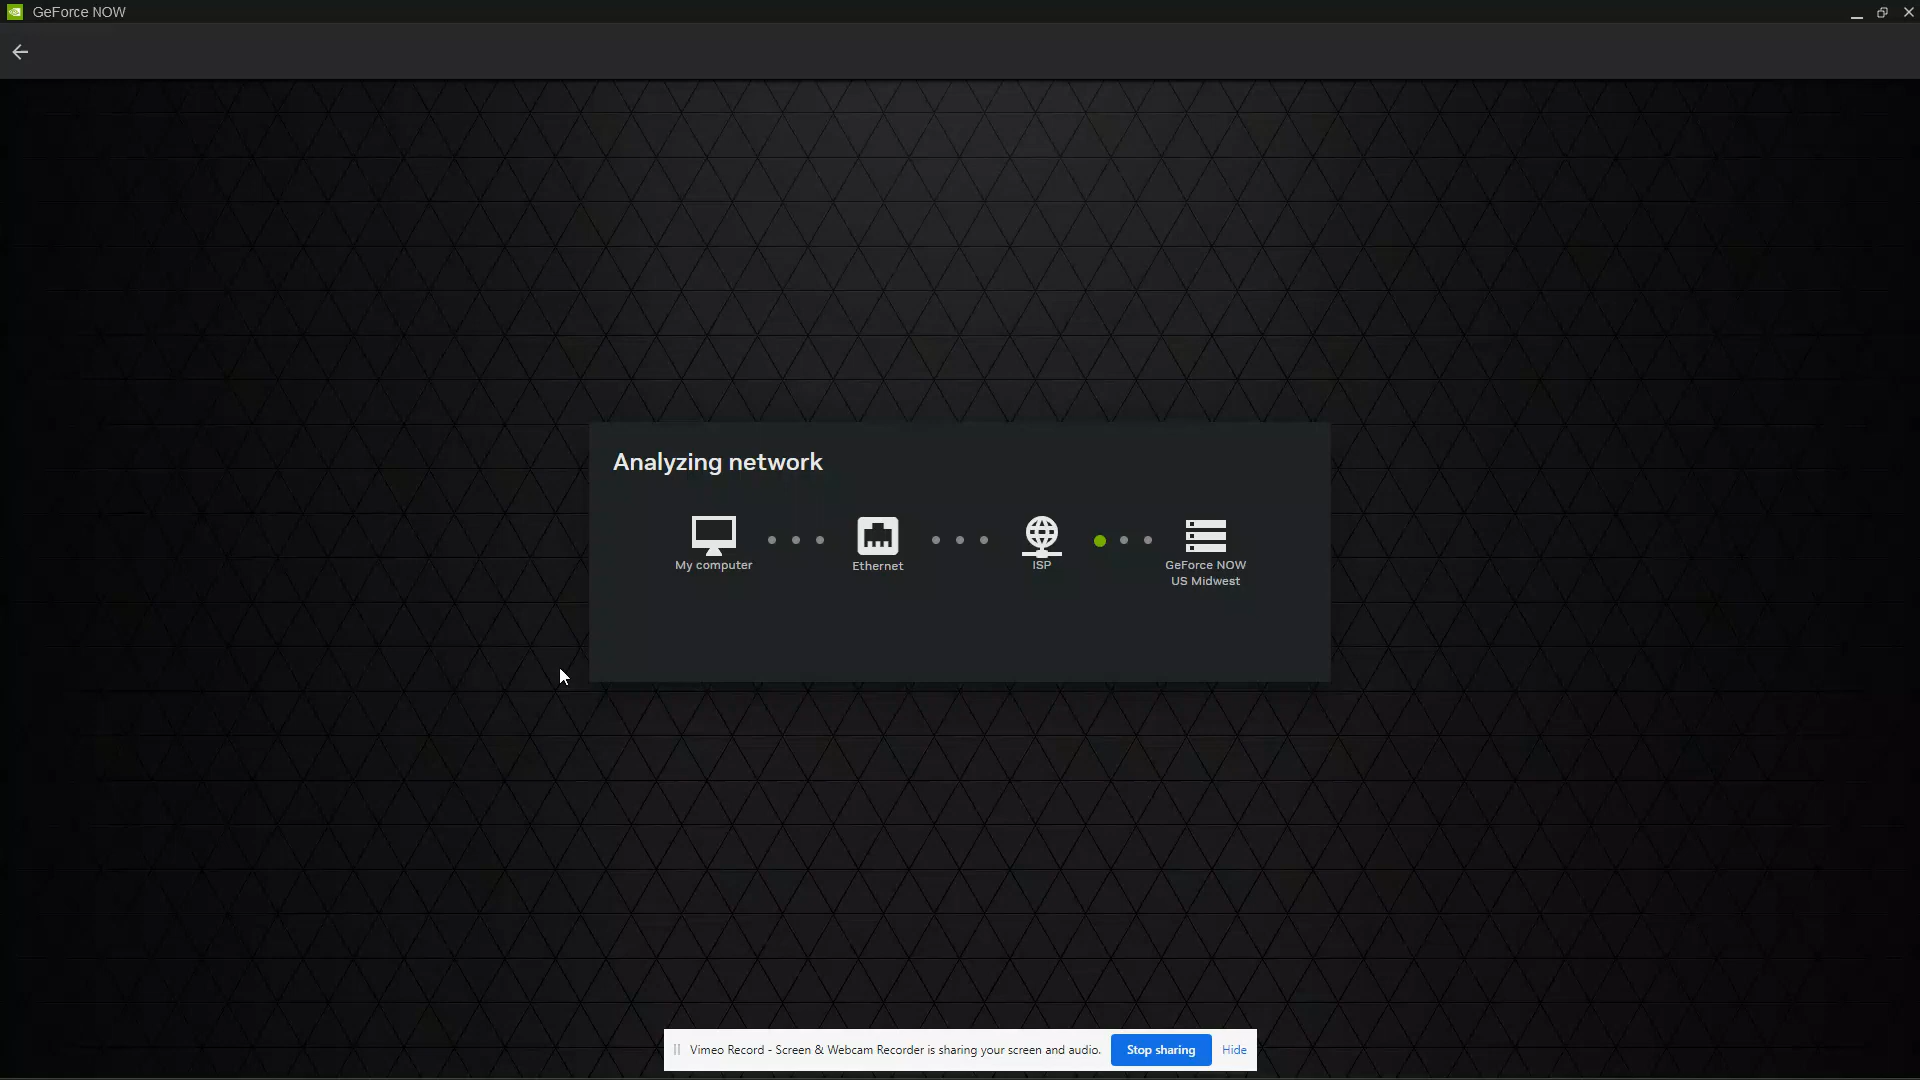 GeForce NOW
Analyzing network
My computer
Ethernet
ISP
GeForce NOW
US Midwest
Vimeo Record - Screen & Webcam Recorder is sharing your screen and audio.
Stop sharing
Hide